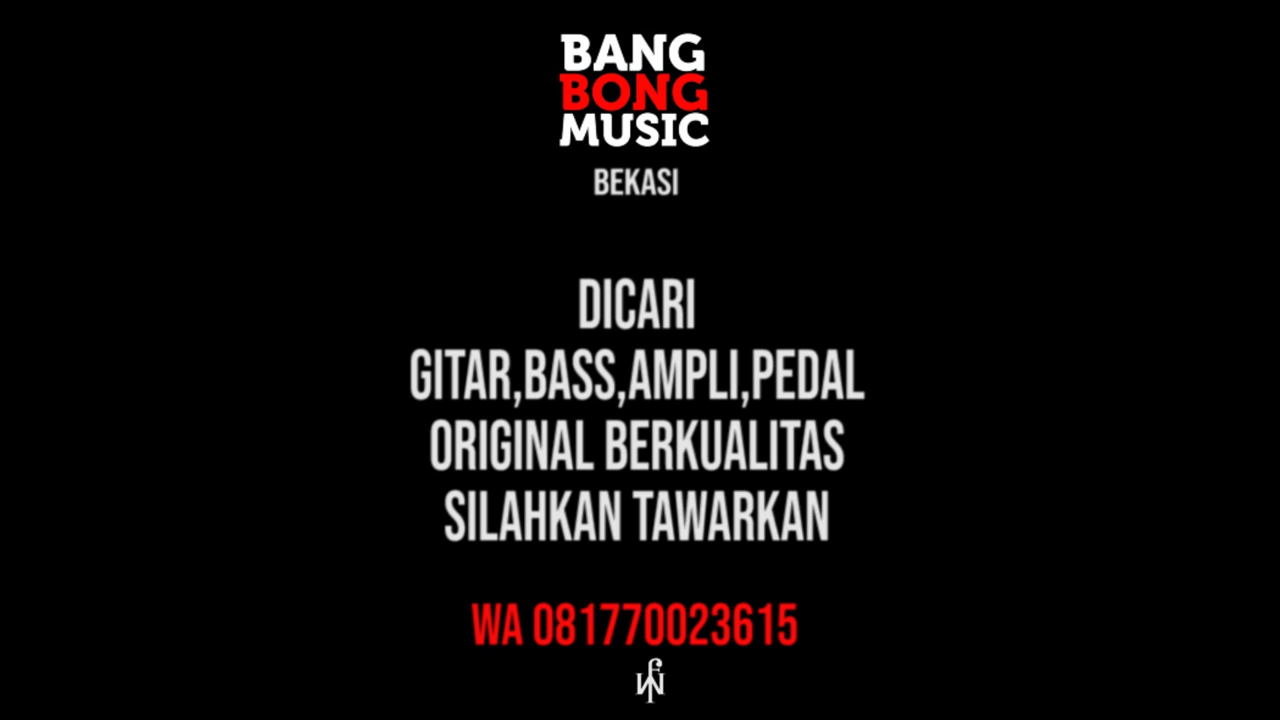 BANG
BONG
MUSIC
BEKASI
DICARI
GITAR,BASS,AMPLI,PEDAL
ORIGINAL BERKUALITAS
SILAHKAN TAWARKAN
WA 081770023615